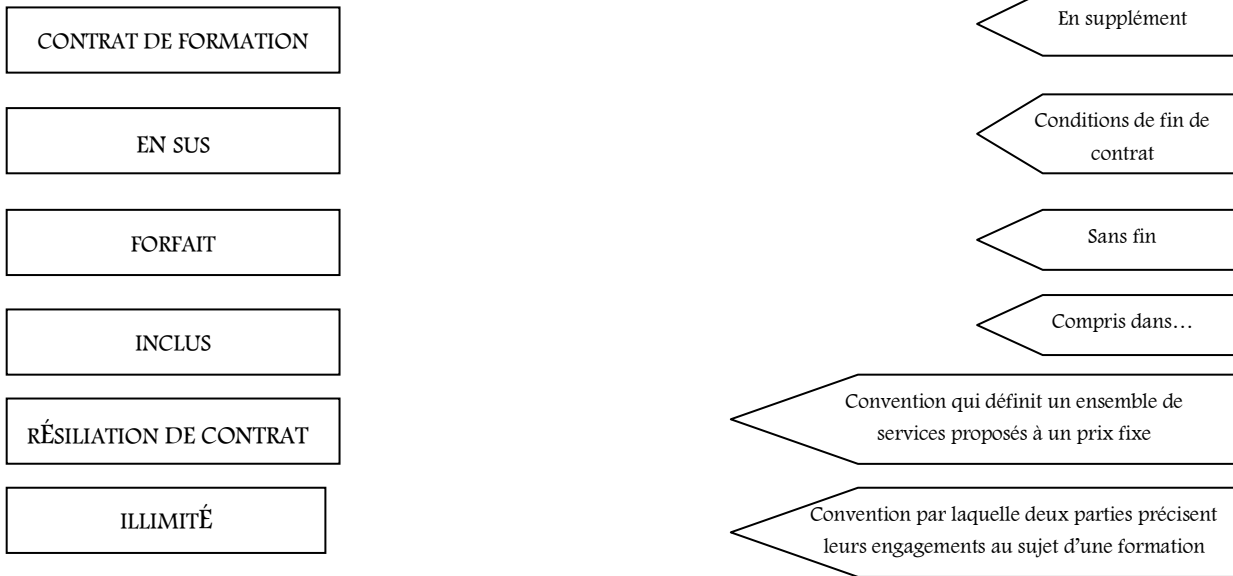 CONTRAT DE FORMATION
En supplément
EN SUS
Conditions de fin de
contrat
FORFAIT
Sans fin
INCLUS
Compris dans…
RÉSILIATION DE CONTRAT
Convention qui définit un ensemble de
services proposés à un prix fixe
ILLIMITÉ
Convention par laquelle deux parties précisent
leurs engagements au sujet d’une formation